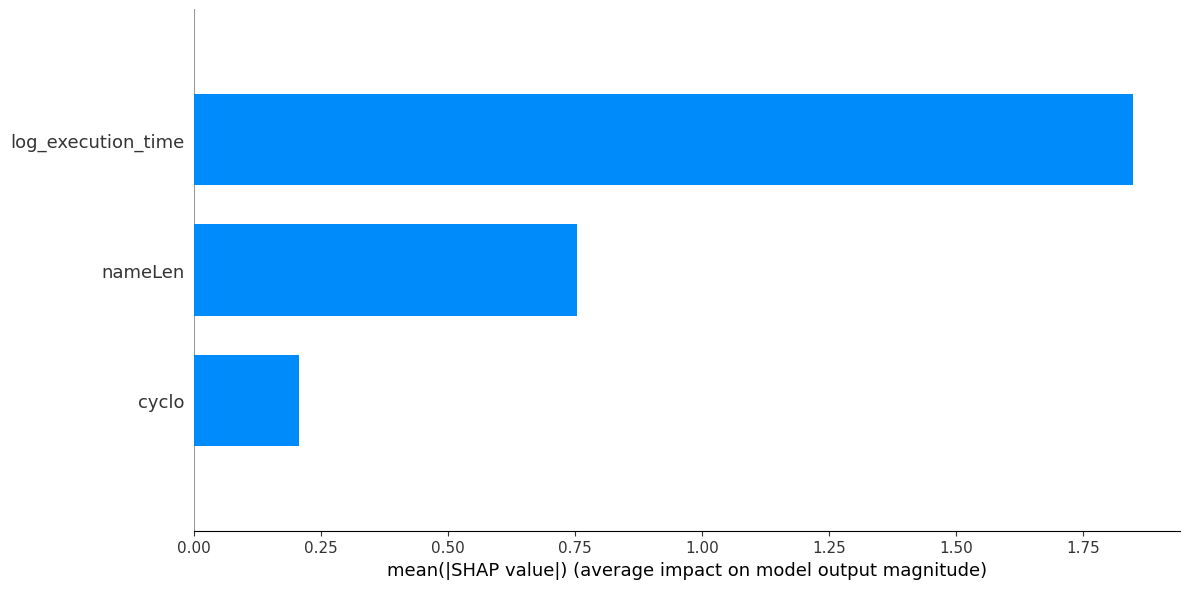 log_execution_time
nameLen
cyclo
0.00 0.25 0.50 0.75 1.00 1.25 1.50 1.75
mean(|SHAP value|) (average impact on model output magnitude)